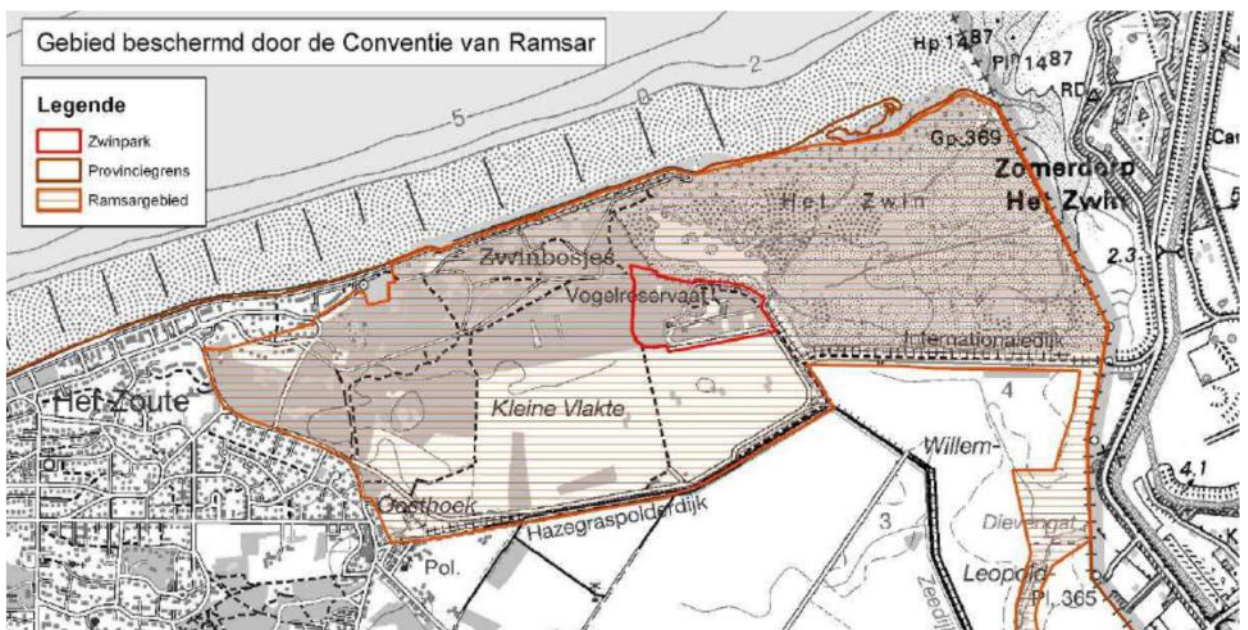 Gebied beschermd door de Conventie van Ramsar
Legende
Zwinpark
Provinciegrens
Ramsargebied
5
2
0
Hp 1487
Plⁿ 1487
RD
Gp. 369
Zomerdorp
Het Zwin
Het Zwin
Zwinbosjes
Vogelreservaat
2.3
Internationaledijk
Het Zoute
Kleine Vlakte
4
Willem-
4.1
Oosthoek
Hazegraspolderdijk
3
Dievengat
Pol.
Leopold-
Pl. 365
Zeedijk
K